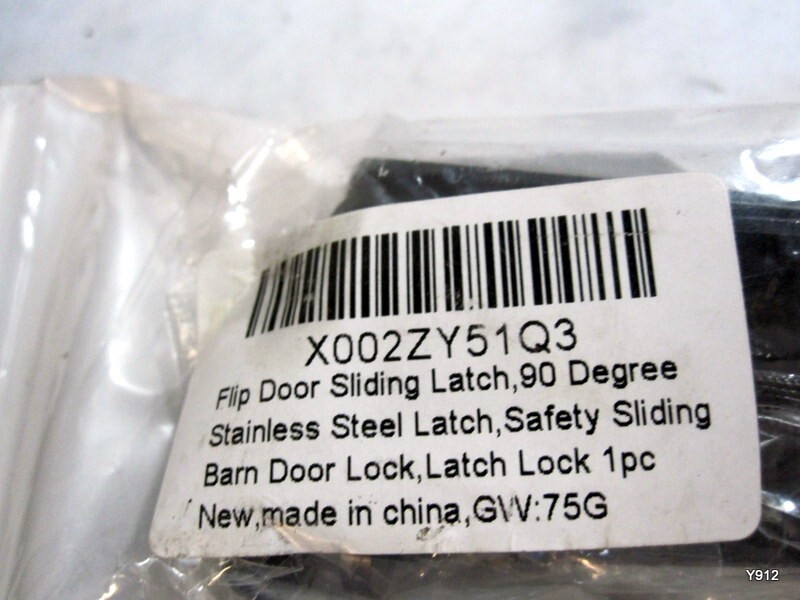 X002ZY51Q3
Flip Door Sliding Latch,90 Degree
Stainless Steel Latch,Safety Sliding
Barn Door Lock,Latch Lock 1pc
New,made in china,GW:75G
Y912